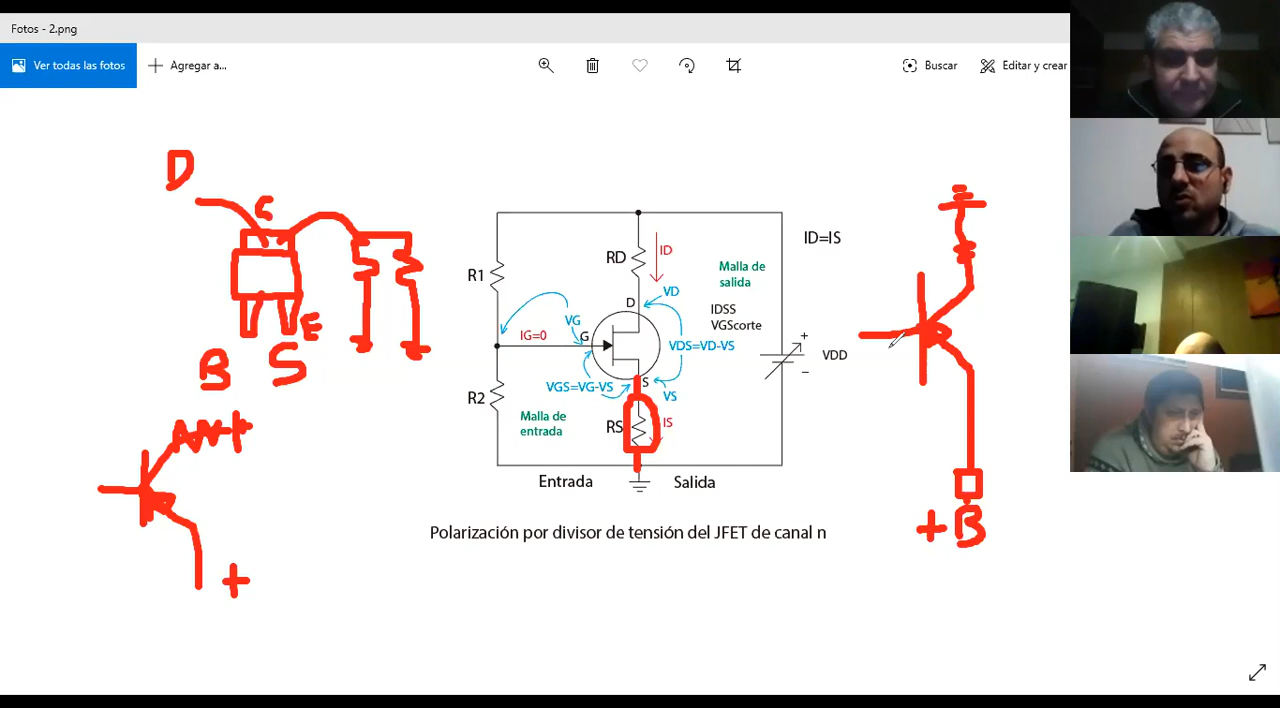 Fotos - 2.png
Ver todas las fotos
Agregar a...
Buscar
Editar y crear
D
C
E
B
S
+
+
+B
R1
RD
ID
ID=IS
Malla de
salida
D
VD
IDSS
VGScorte
VG
IG=0
G
VDS=VD-VS
+
VDD
-
VGS=VG-VS
S
VS
R2
Malla de
entrada
RS
IS
Entrada
Salida
Polarización por divisor de tensión del JFET de canal n